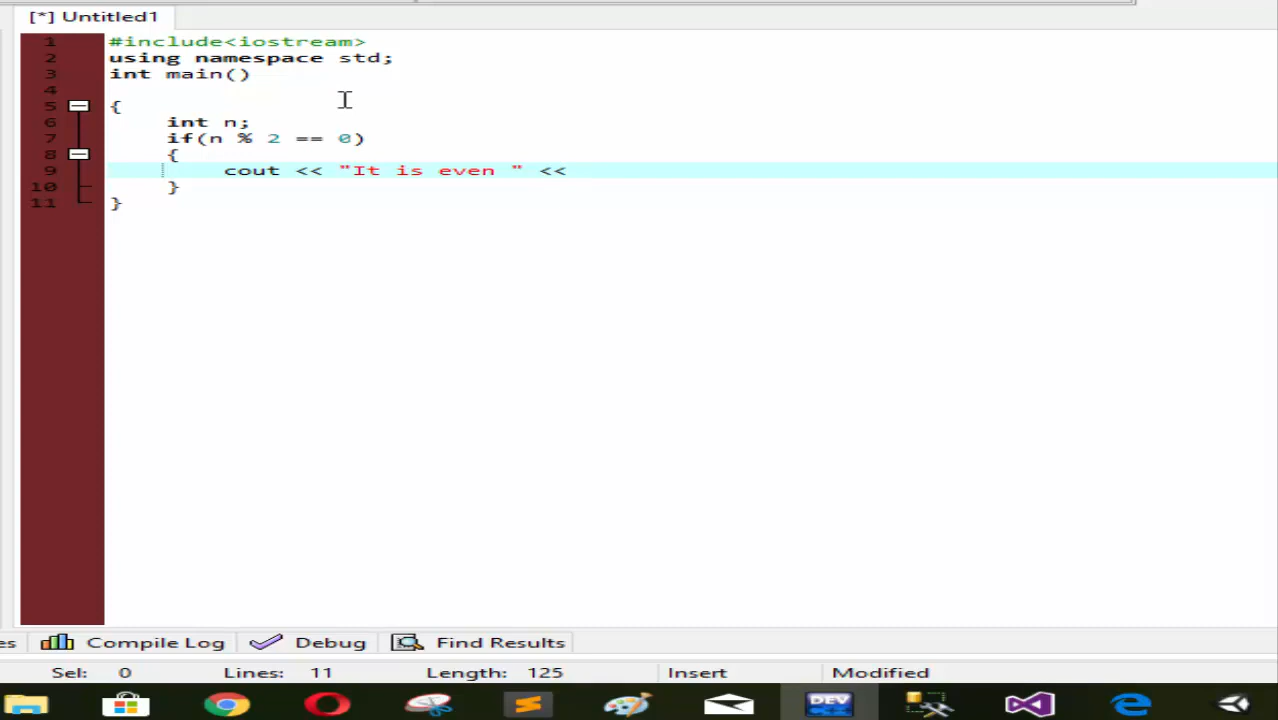 [*] Untitled1
1 #include<iostream>
2 using namespace std;
3 int main()
4
5 {
6 int n;
7 if(n % 2 == 0)
8 {
9 cout << "It is even " <<
10 }
11 }
es Compile Log Debug Find Results
Sel: 0 Lines: 11 Length: 125 Insert Modified
DEV